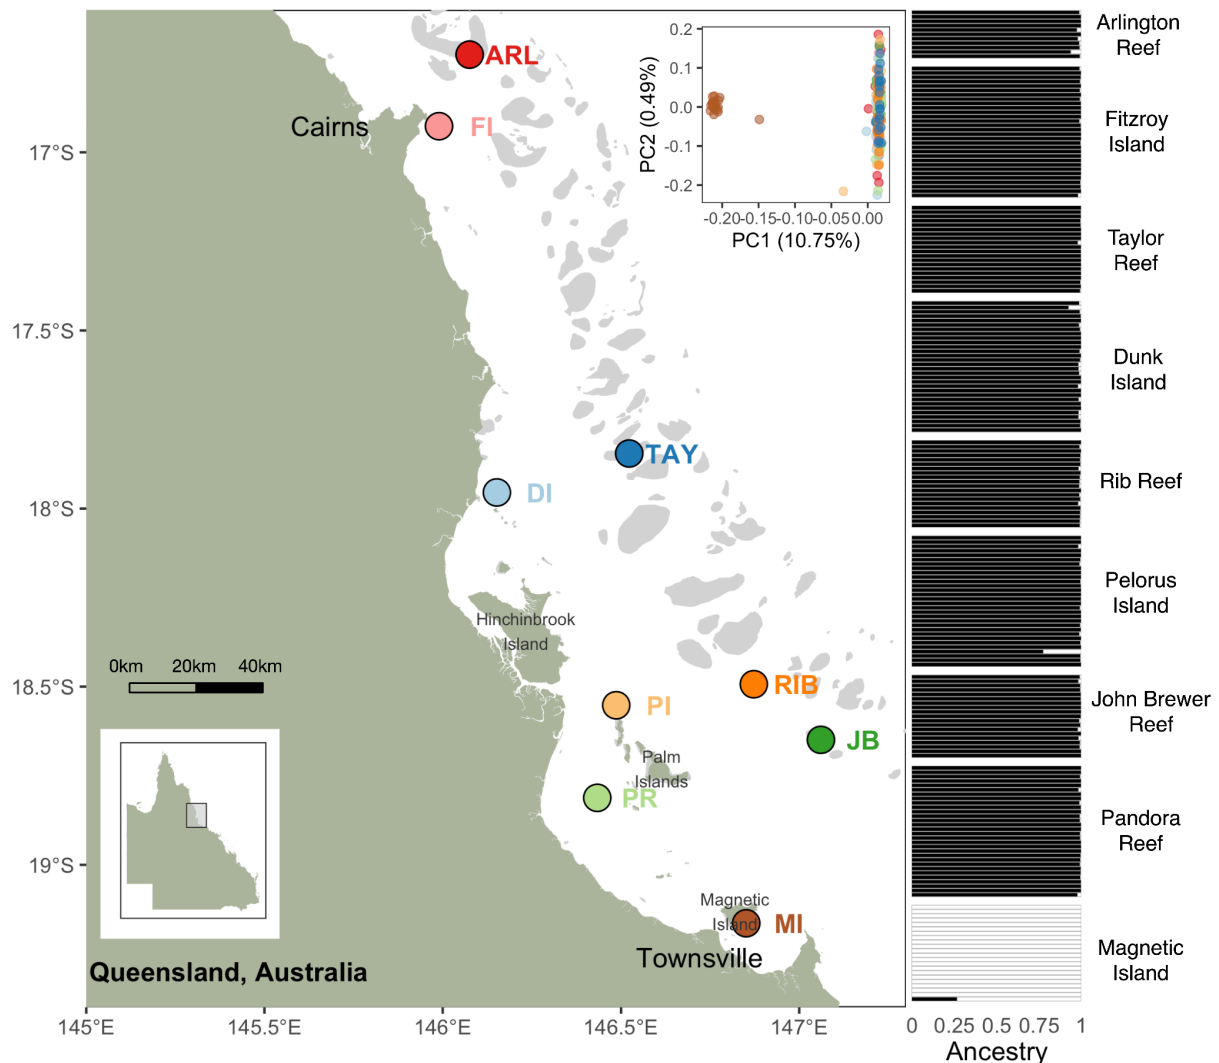 ARL
Cairns
FI
17°S
17.5°S
TAY
DI
18°S
Hinchinbrook
Island
0km 20km 40km
18.5°S
RIB
PI
JB
Palm
Islands
PR
19°S
Magnetic
Island
MI
Townsville
Queensland, Australia
145°E 145.5°E 146°E 146.5°E 147°E
0.2
0.1
0.0
-0.1
-0.2
PC2 (0.49%)
-0.20 -0.15 -0.10 -0.05 0.00
PC1 (10.75%)
Arlington
Reef
Fitzroy
Island
Taylor
Reef
Dunk
Island
Rib Reef
Pelorus
Island
John Brewer
Reef
Pandora
Reef
Magnetic
Island
0 0.25 0.5 0.75 1
Ancestry